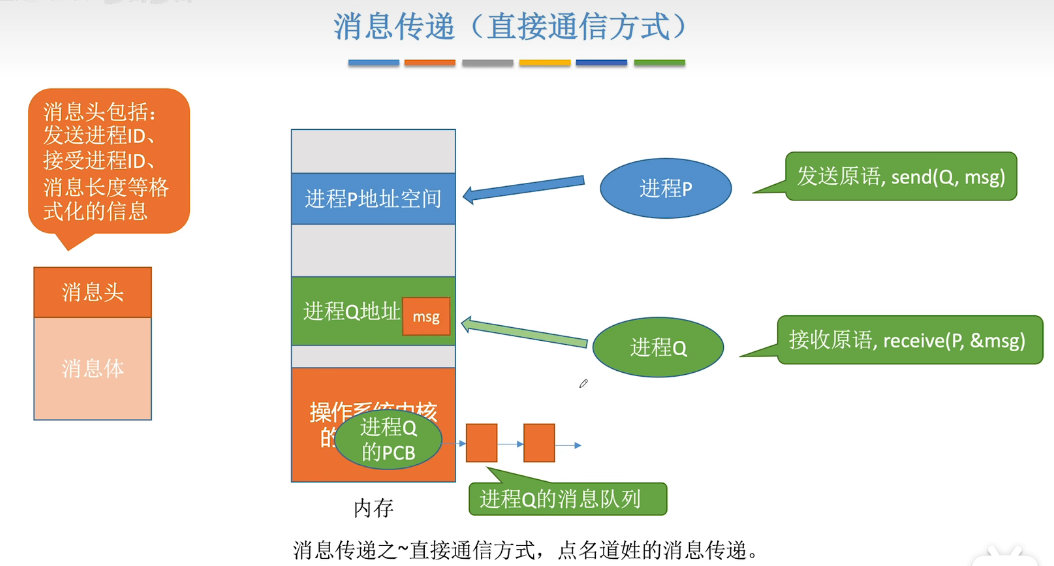 消息传递（直接通信方式）
消息头包括：
发送进程ID、
接受进程ID、
消息长度等格
式化的信息
消息头
消息体
进程P地址空间
进程Q地址
msg
操作系统内核
的
进程Q
的PCB
内存
进程P
发送原语, send(Q, msg)
进程Q
接收原语, receive(P, &msg)
进程Q的消息队列
消息传递之~直接通信方式，点名道姓的消息传递。